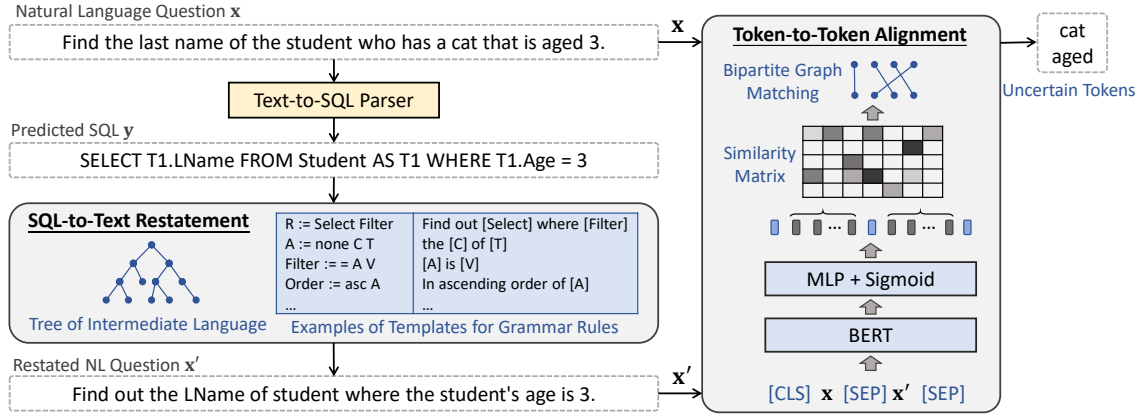 Natural Language Question x
Find the last name of the student who has a cat that is aged 3.
Text-to-SQL Parser
Predicted SQL y
SELECT T1.LName FROM Student AS T1 WHERE T1.Age = 3
SQL-to-Text Restatement
Tree of Intermediate Language
R := Select Filter
A := none C T
Filter := = A V
Order := asc A
...
Find out [Select] where [Filter]
the [C] of [T]
[A] is [V]
In ascending order of [A]
...
Examples of Templates for Grammar Rules
Restated NL Question x′
Find out the LName of student where the student's age is 3.
x
x′
Token-to-Token Alignment
Bipartite Graph
Matching
Similarity
Matrix
... ...
MLP + Sigmoid
BERT
[CLS] x [SEP] x′ [SEP]
cat
aged
Uncertain Tokens